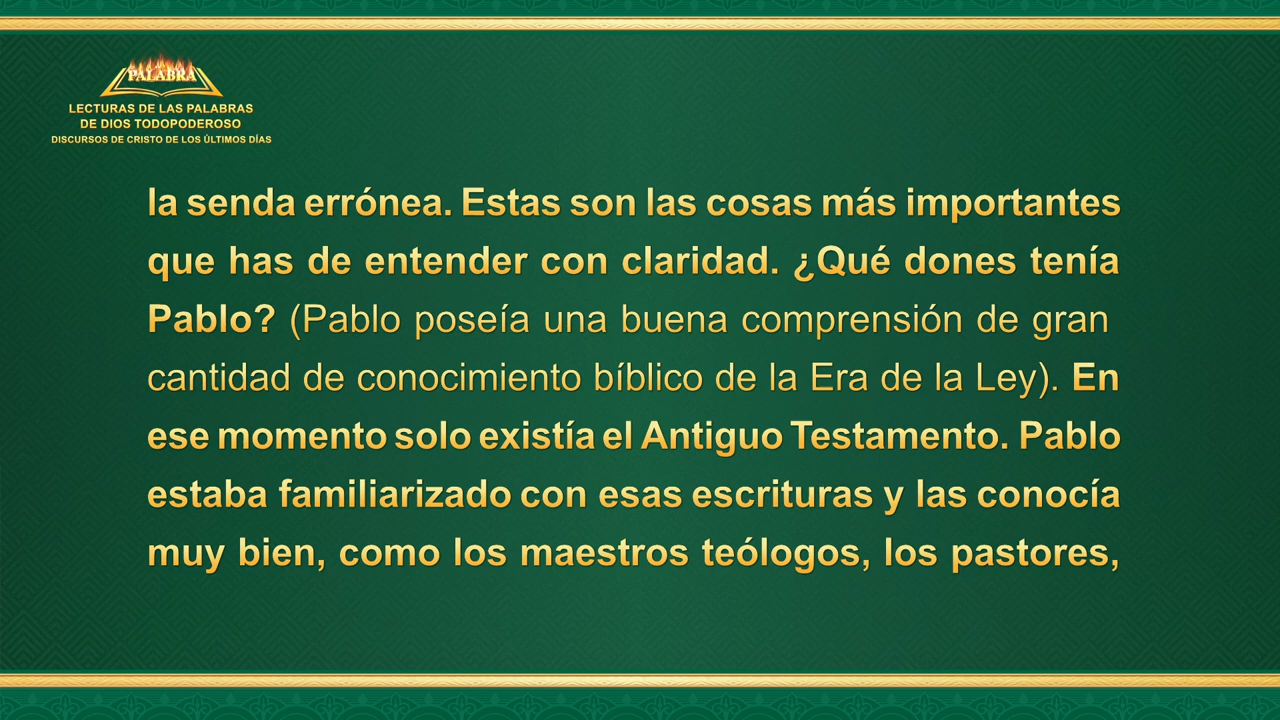 PALABRA
LECTURAS DE LAS PALABRAS
DE DIOS TODOPODEROSO
DISCURSOS DE CRISTO DE LOS ÚLTIMOS DÍAS
la senda errónea. Estas son las cosas más importantes
que has de entender con claridad. ¿Qué dones tenía
Pablo? (Pablo poseía una buena comprensión de gran
cantidad de conocimiento bíblico de la Era de la Ley). En
ese momento solo existía el Antiguo Testamento. Pablo
estaba familiarizado con esas escrituras y las conocía
muy bien, como los maestros teólogos, los pastores,